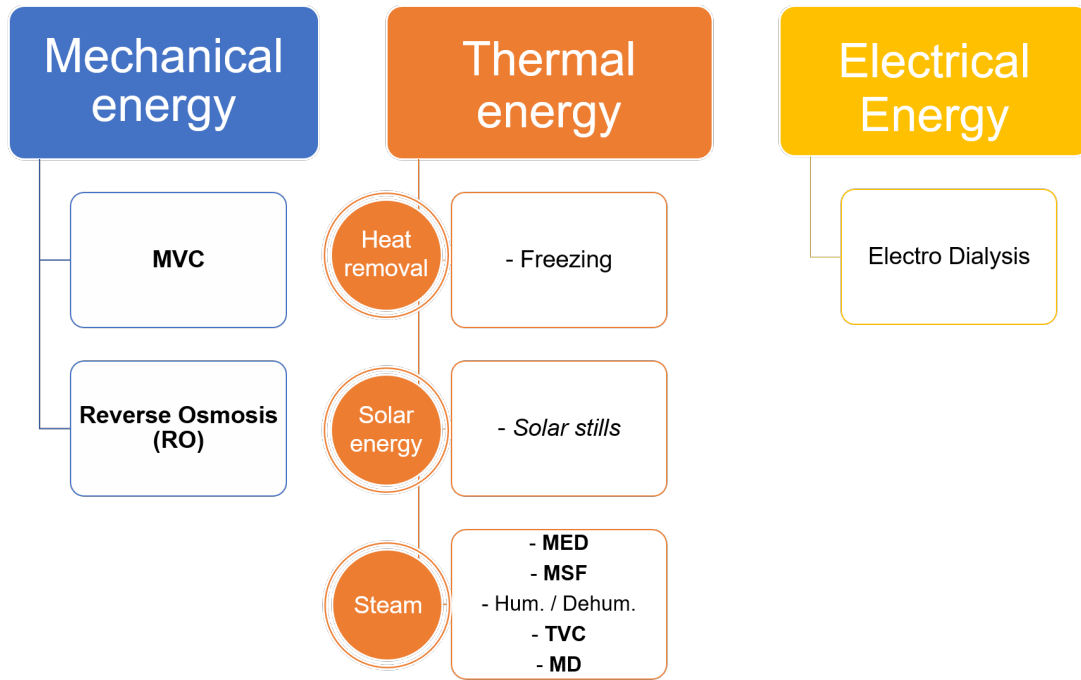 Mechanical
energy
MVC
Reverse Osmosis
(RO)
Thermal
energy
Heat
removal
- Freezing
Solar
energy
- Solar stills
Steam
- MED
- MSF
- Hum. / Dehum.
- TVC
- MD
Electrical
Energy
Electro Dialysis